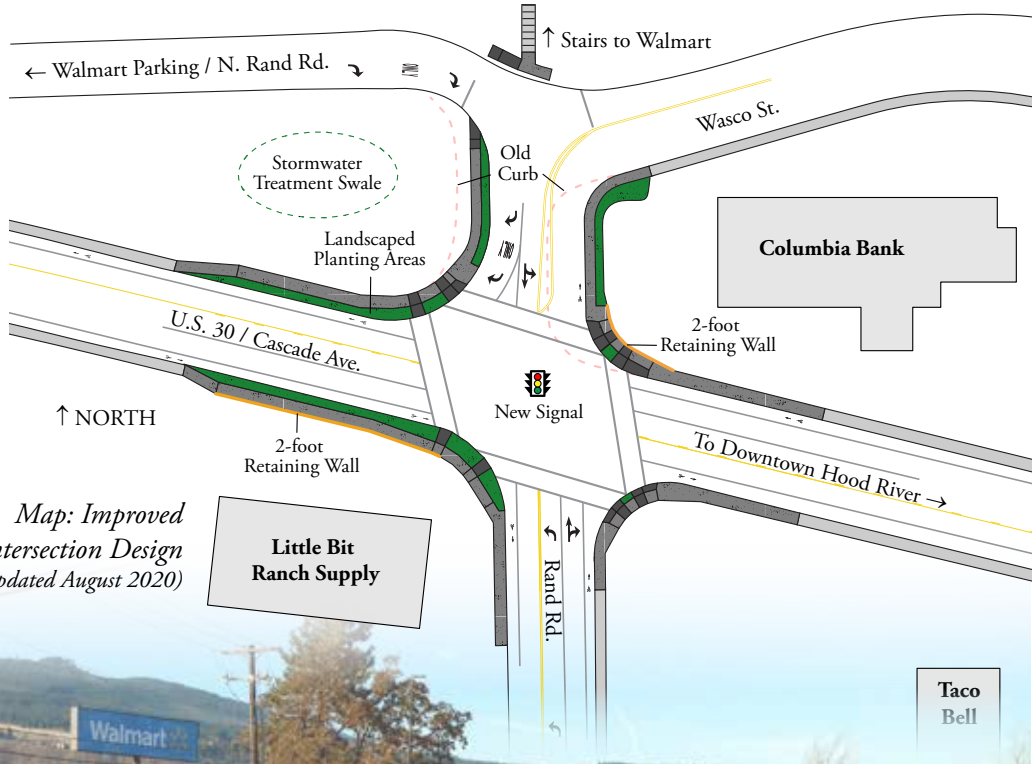 ↑ Stairs to Walmart
← Walmart Parking / N. Rand Rd.
Wasco St.
Old
Curb
Stormwater
Treatment Swale
Landscaped
Planting Areas
Columbia Bank
U.S. 30 / Cascade Ave.
2-foot
Retaining Wall
New Signal
↑ NORTH
2-foot
Retaining Wall
To Downtown Hood River →
Map: Improved
ntersection Design
pdated August 2020)
Little Bit
Ranch Supply
Rand Rd.
Taco
Bell
Walmart